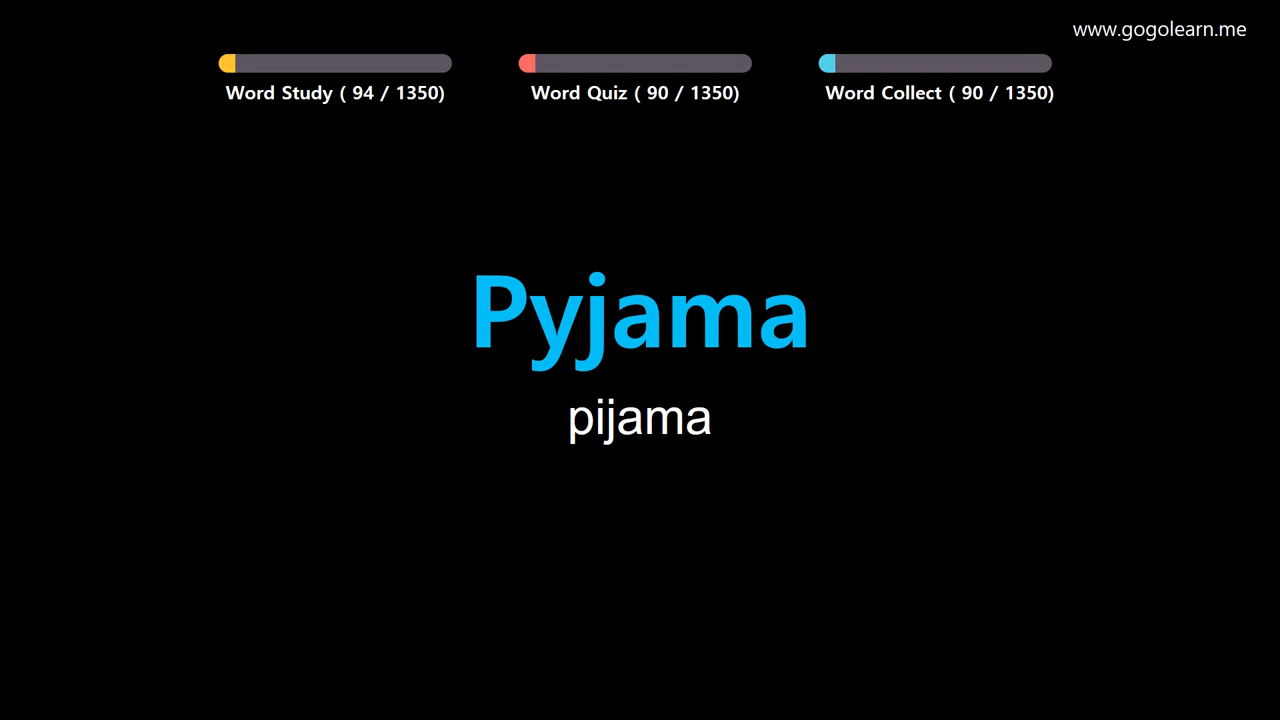 www.gogolearn.me
Word Study ( 94 / 1350)
Word Quiz ( 90 / 1350)
Word Collect ( 90 / 1350)
Pyjama
pijama